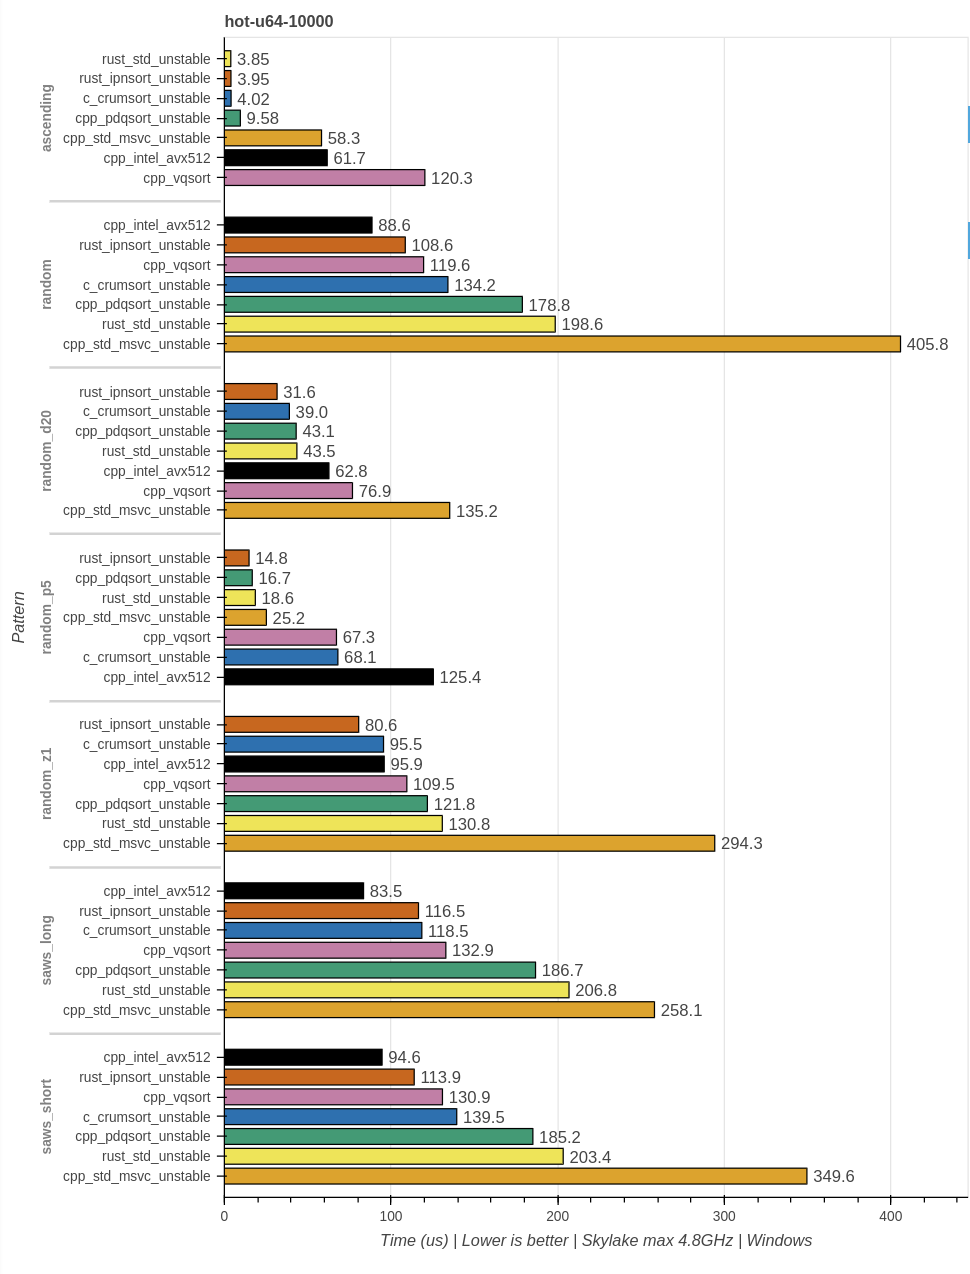 hot-u64-10000
ascending
rust_std_unstable 3.85
rust_ipnsort_unstable 3.95
c_crumsort_unstable 4.02
cpp_pdqsort_unstable 9.58
cpp_std_msvc_unstable 58.3
cpp_intel_avx512 61.7
cpp_vqsort 120.3
random
cpp_intel_avx512 88.6
rust_ipnsort_unstable 108.6
cpp_vqsort 119.6
c_crumsort_unstable 134.2
cpp_pdqsort_unstable 178.8
rust_std_unstable 198.6
cpp_std_msvc_unstable 405.8
random_d20
rust_ipnsort_unstable 31.6
c_crumsort_unstable 39.0
cpp_pdqsort_unstable 43.1
rust_std_unstable 43.5
cpp_intel_avx512 62.8
cpp_vqsort 76.9
cpp_std_msvc_unstable 135.2
Pattern
random_p5
rust_ipnsort_unstable 14.8
cpp_pdqsort_unstable 16.7
rust_std_unstable 18.6
cpp_std_msvc_unstable 25.2
cpp_vqsort 67.3
c_crumsort_unstable 68.1
cpp_intel_avx512 125.4
random_z1
rust_ipnsort_unstable 80.6
c_crumsort_unstable 95.5
cpp_intel_avx512 95.9
cpp_vqsort 109.5
cpp_pdqsort_unstable 121.8
rust_std_unstable 130.8
cpp_std_msvc_unstable 294.3
saws_long
cpp_intel_avx512 83.5
rust_ipnsort_unstable 116.5
c_crumsort_unstable 118.5
cpp_vqsort 132.9
cpp_pdqsort_unstable 186.7
rust_std_unstable 206.8
cpp_std_msvc_unstable 258.1
saws_short
cpp_intel_avx512 94.6
rust_ipnsort_unstable 113.9
cpp_vqsort 130.9
c_crumsort_unstable 139.5
cpp_pdqsort_unstable 185.2
rust_std_unstable 203.4
cpp_std_msvc_unstable 349.6
0 100 200 300 400
Time (us) | Lower is better | Skylake max 4.8GHz | Windows